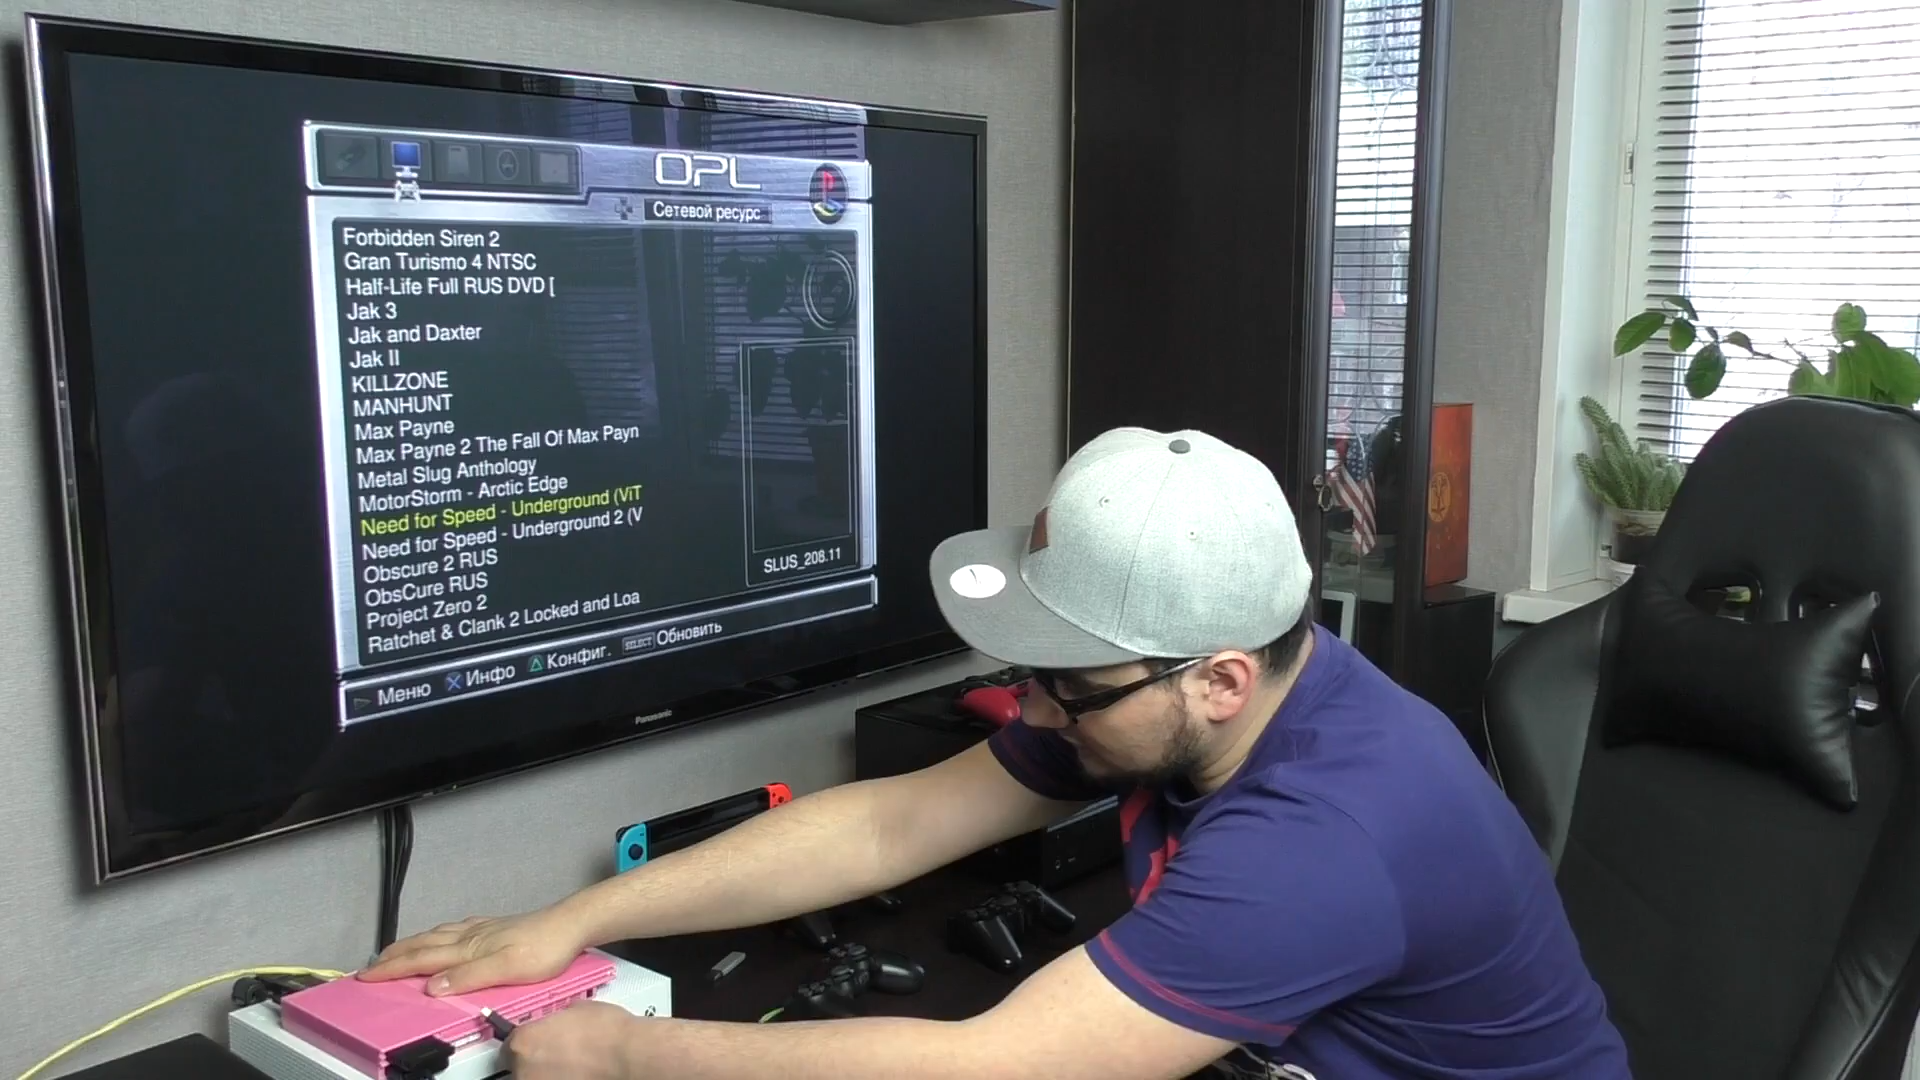 OPL
Сетевой ресурс
Forbidden Siren 2
Gran Turismo 4 NTSC
Half-Life Full RUS DVD [
Jak 3
Jak and Daxter
Jak II
KILLZONE
MANHUNT
Max Payne
Max Payne 2 The Fall Of Max Payn
Metal Slug Anthology
MotorStorm - Arctic Edge
Need for Speed - Underground (ViT
Need for Speed - Underground 2 (V
Obscure 2 RUS
ObsCure RUS
Project Zero 2
Ratchet & Clank 2 Locked and Loa
SLUS_208.11
Меню Инфо Конфиг. SELECT Обновить
Panasonic